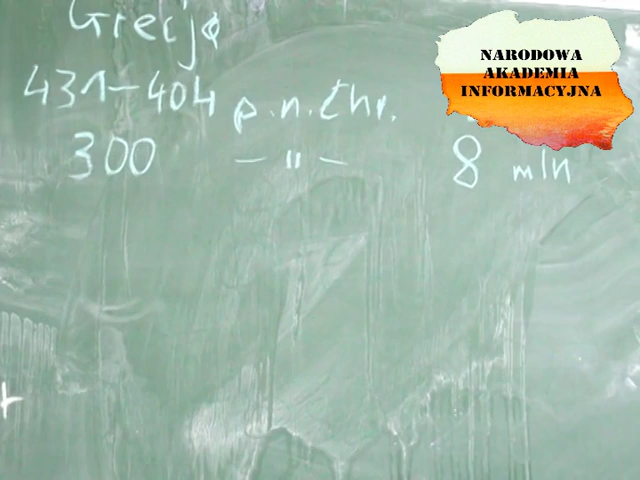 Grecja
431-404 p.n. Chr.
300 — " — 8 mln
NARODOWA
AKADEMIA
INFORMACYJNA